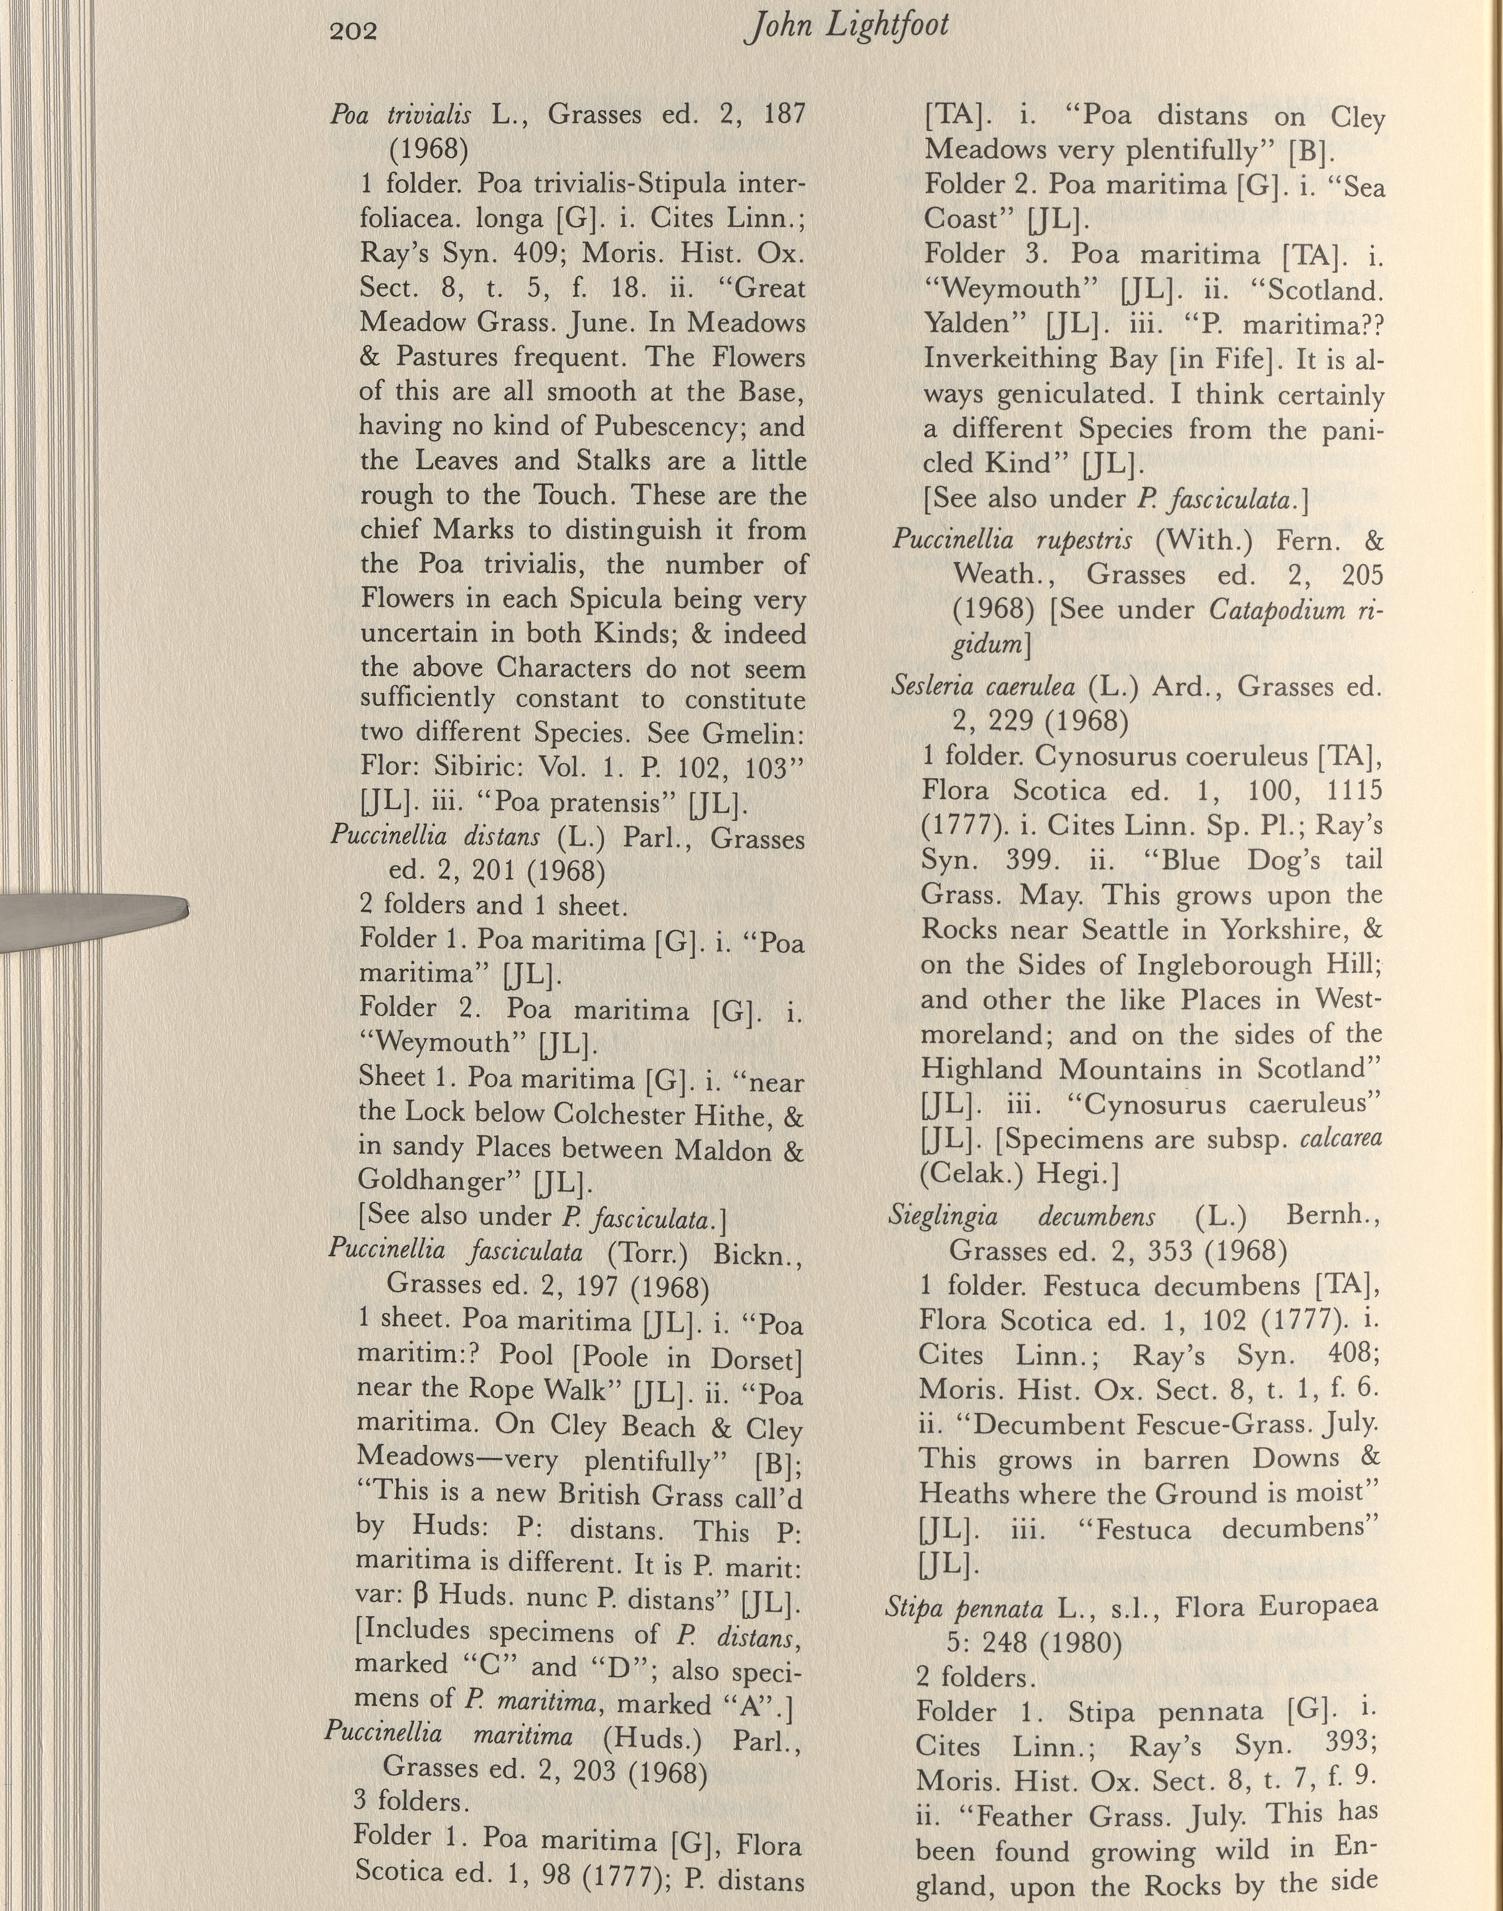 202
John Lightfoot
Poa trivialis L., Grasses ed. 2, 187
(1968)
1 folder. Poa trivialis-Stipula inter-
foliacea. longa [G]. i. Cites Linn.;
Ray's Syn. 409; Moris. Hist. Ox.
Sect. 8, t. 5, f. 18. ii. “Great
Meadow Grass. June. In Meadows
& Pastures frequent. The Flowers
of this are all smooth at the Base,
having no kind of Pubescency; and
the Leaves and Stalks are a little
rough to the Touch. These are the
chief Marks to distinguish it from
the Poa trivialis, the number of
Flowers in each Spicula being very
uncertain in both Kinds; & indeed
the above Characters do not seem
sufficiently constant to constitute
two different Species. See Gmelin:
Flor: Sibiric: Vol. 1. P. 102, 103”
[JL]. iii. “Poa pratensis” [JL].
Puccinellia distans (L.) Parl., Grasses
ed. 2, 201 (1968)
2 folders and 1 sheet.
Folder 1. Poa maritima [G]. i. “Poa
maritima” [JL].
Folder 2. Poa maritima [G]. i.
“Weymouth” [JL].
Sheet 1. Poa maritima [G]. i. “near
the Lock below Colchester Hithe, &
in sandy Places between Maldon &
Goldhanger” [JL].
[See also under P. fasciculata.]
Puccinellia fasciculata (Torr.) Bickn.,
Grasses ed. 2, 197 (1968)
1 sheet. Poa maritima [JL]. i. “Poa
maritim:? Pool [Poole in Dorset]
near the Rope Walk” [JL]. ii. “Poa
maritima. On Cley Beach & Cley
Meadows—very plentifully” [B];
“This is a new British Grass call'd
by Huds: P: distans. This P:
maritima is different. It is P. marit:
var: β Huds. nunc P. distans” [JL].
[Includes specimens of P. distans,
marked “C” and “D”; also speci-
mens of P. maritima, marked “A”.]
Puccinellia maritima (Huds.) Parl.,
Grasses ed. 2, 203 (1968)
3 folders.
Folder 1. Poa maritima [G], Flora
Scotica ed. 1, 98 (1777); P. distans
[TA]. i. “Poa distans on Cley
Meadows very plentifully” [B].
Folder 2. Poa maritima [G]. i. “Sea
Coast” [JL].
Folder 3. Poa maritima [TA]. i.
“Weymouth” [JL]. ii. “Scotland.
Yalden” [JL]. iii. “P. maritima??
Inverkeithing Bay [in Fife]. It is al-
ways geniculated. I think certainly
a different Species from the pani-
cled Kind” [JL].
[See also under P. fasciculata.]
Puccinellia rupestris (With.) Fern. &
Weath., Grasses ed. 2, 205
(1968) [See under Catapodium ri-
gidum]
Sesleria caerulea (L.) Ard., Grasses ed.
2, 229 (1968)
1 folder. Cynosurus coeruleus [TA],
Flora Scotica ed. 1, 100, 1115
(1777). i. Cites Linn. Sp. Pl.; Ray's
Syn. 399. ii. “Blue Dog's tail
Grass. May. This grows upon the
Rocks near Seattle in Yorkshire, &
on the Sides of Ingleborough Hill;
and other the like Places in West-
moreland; and on the sides of the
Highland Mountains in Scotland”
[JL]. iii. “Cynosurus caeruleus”
[JL]. [Specimens are subsp. calcarea
(Celak.) Hegi.]
Sieglingia decumbens (L.) Bernh.,
Grasses ed. 2, 353 (1968)
1 folder. Festuca decumbens [TA],
Flora Scotica ed. 1, 102 (1777). i.
Cites Linn.; Ray's Syn. 408;
Moris. Hist. Ox. Sect. 8, t. 1, f. 6.
ii. “Decumbent Fescue-Grass. July.
This grows in barren Downs &
Heaths where the Ground is moist”
[JL]. iii. “Festuca decumbens”
[JL].
Stipa pennata L., s.l., Flora Europaea
5: 248 (1980)
2 folders.
Folder 1. Stipa pennata [G]. i.
Cites Linn.; Ray's Syn. 393;
Moris. Hist. Ox. Sect. 8, t. 7, f. 9.
ii. “Feather Grass. July. This has
been found growing wild in En-
gland, upon the Rocks by the side